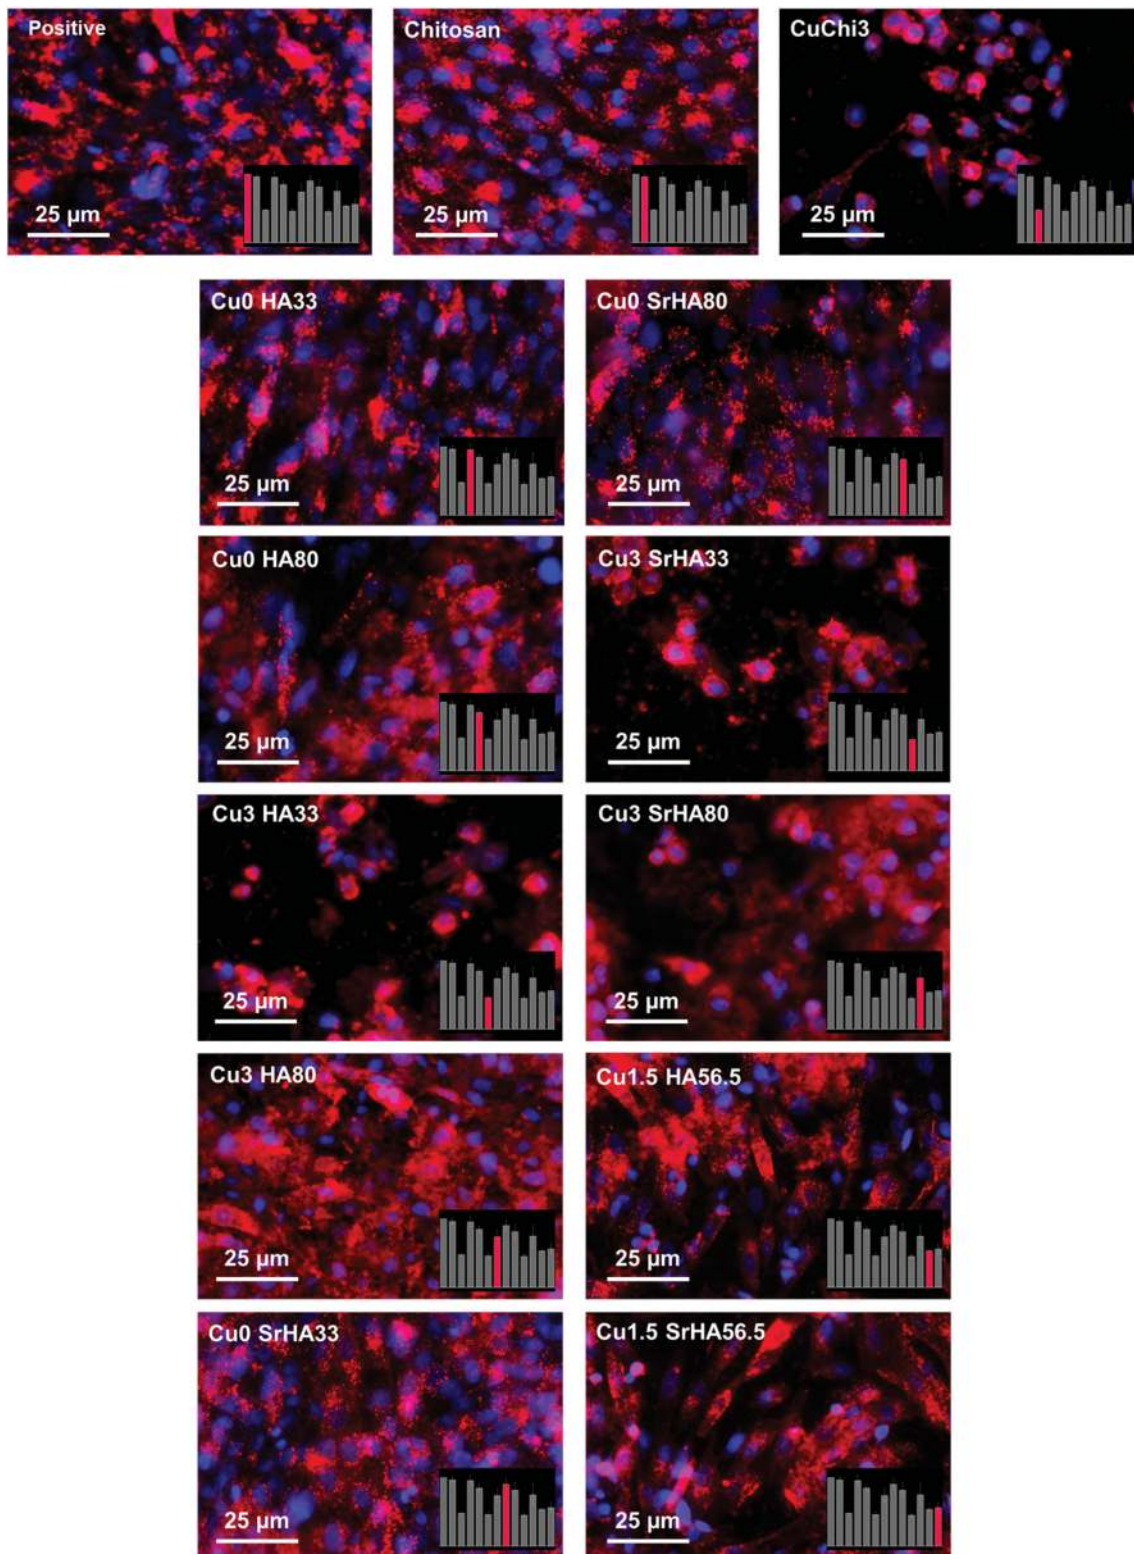 Positive
25 µm
Chitosan
25 µm
CuChi3
25 µm
Cu0 HA33
25 µm
Cu0 SrHA80
25 µm
Cu0 HA80
25 µm
Cu3 SrHA33
25 µm
Cu3 HA33
25 µm
Cu3 SrHA80
25 µm
Cu3 HA80
25 µm
Cu1.5 HA56.5
25 µm
Cu0 SrHA33
25 µm
Cu1.5 SrHA56.5
25 µm